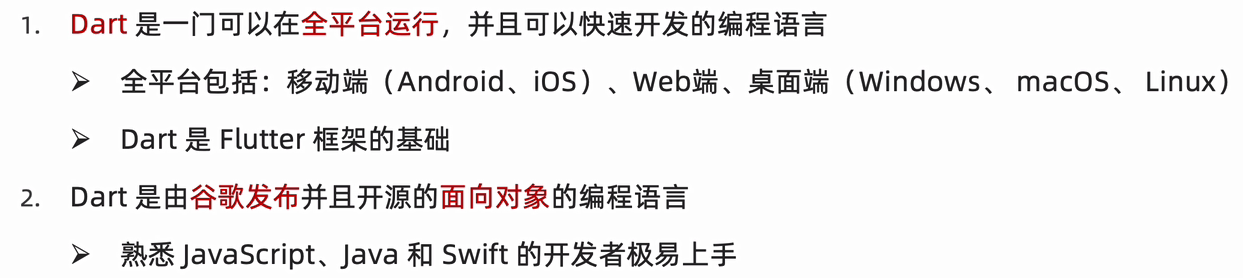 1. Dart 是一门可以在全平台运行，并且可以快速开发的编程语言
➢ 全平台包括：移动端（Android、iOS）、Web端、桌面端（Windows、 macOS、 Linux）
➢ Dart 是 Flutter 框架的基础
2. Dart 是由谷歌发布并且开源的面向对象的编程语言
➢ 熟悉 JavaScript、Java 和 Swift 的开发者极易上手